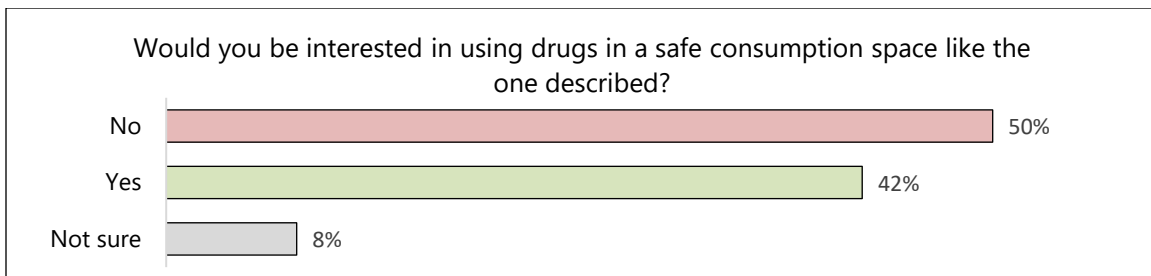 Would you be interested in using drugs in a safe consumption space like the
one described?
No 50%
Yes 42%
Not sure 8%